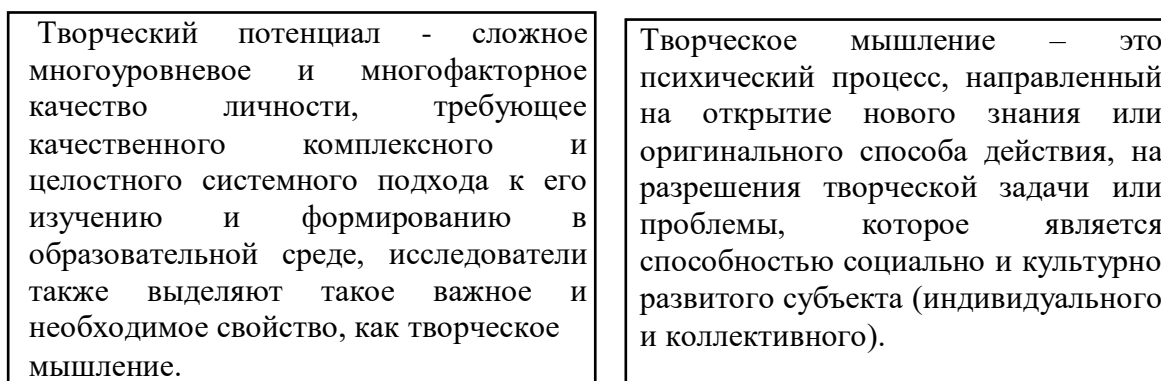 Творческий потенциал - сложное
многоуровневое и многофакторное
качество личности, требующее
качественного комплексного и
целостного системного подхода к его
изучению и формированию в
образовательной среде, исследователи
также выделяют такое важное и
необходимое свойство, как творческое
мышление.
Творческое мышление – это
психический процесс, направленный
на открытие нового знания или
оригинального способа действия, на
разрешения творческой задачи или
проблемы, которое является
способностью социально и культурно
развитого субъекта (индивидуального
и коллективного).